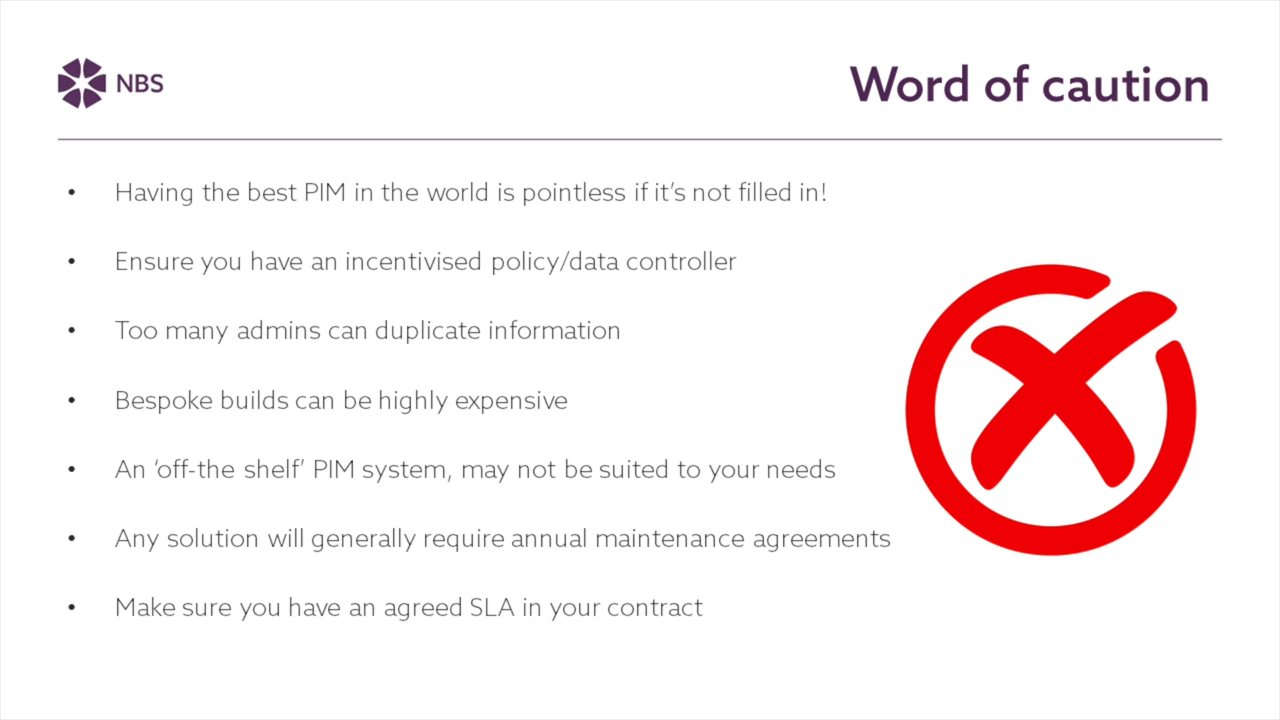 NBS
Word of caution
• Having the best PIM in the world is pointless if it’s not filled in!
• Ensure you have an incentivised policy/data controller
• Too many admins can duplicate information
• Bespoke builds can be highly expensive
• An ‘off-the shelf’ PIM system, may not be suited to your needs
• Any solution will generally require annual maintenance agreements
• Make sure you have an agreed SLA in your contract